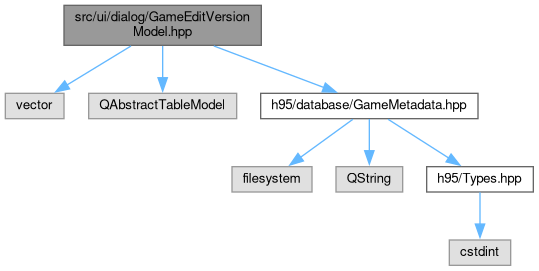 src/ui/dialog/GameEditVersion
Model.hpp
vector
QAbstractTableModel
h95/database/GameMetadata.hpp
filesystem
QString
h95/Types.hpp
cstdint